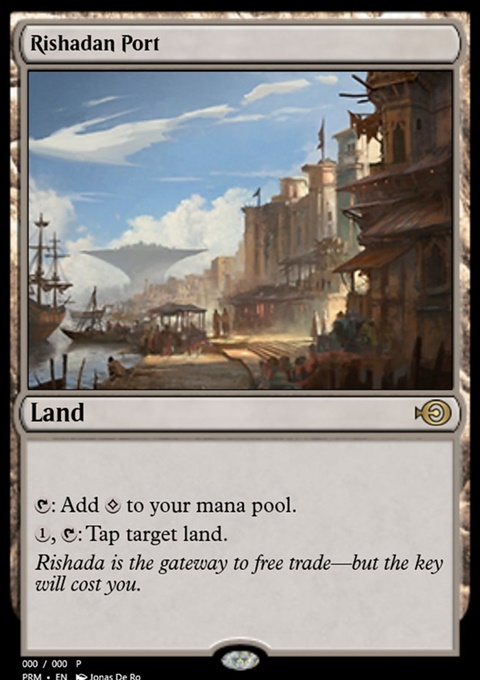 Rishadan Port
Land
: Add to your mana pool.
1, : Tap target land.
Rishada is the gateway to free trade—but the key
will cost you.
000 / 000 P
PRM • EN Jonas De Ro